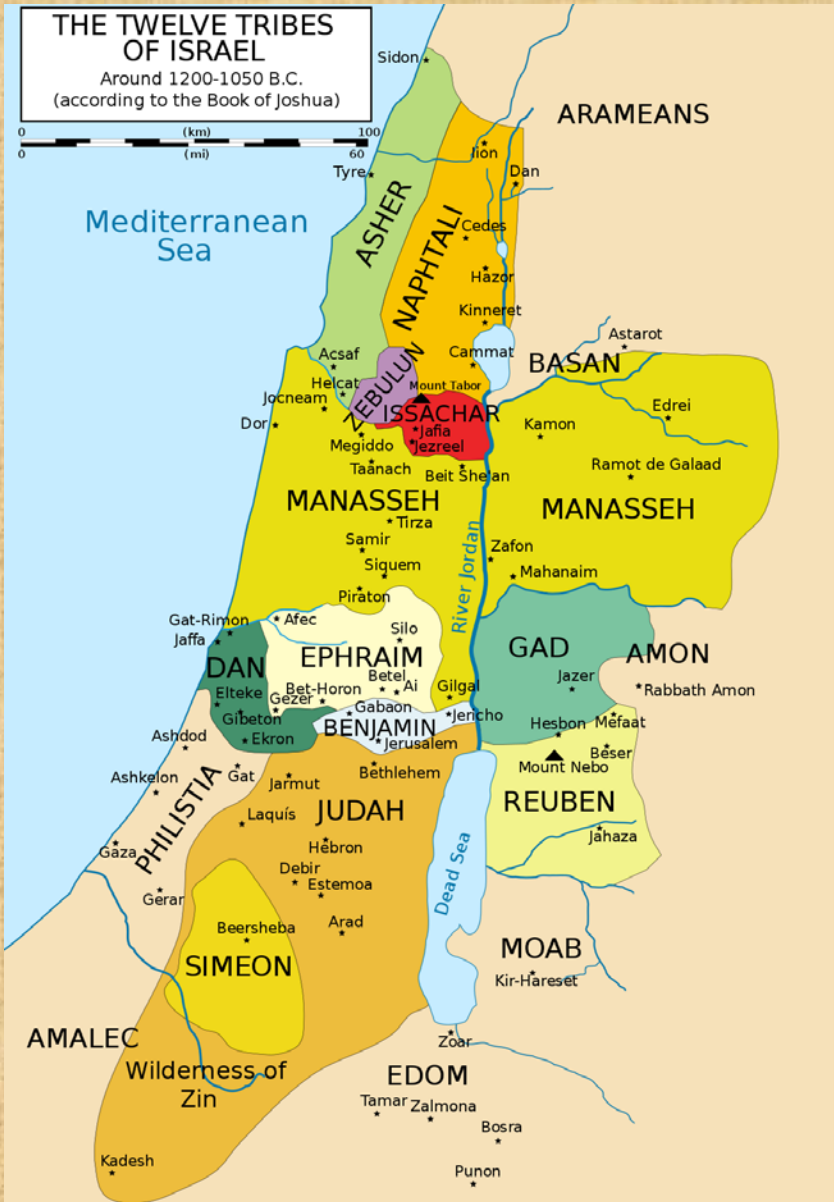 THE TWELVE TRIBES
OF ISRAEL
Around 1200-1050 B.C.
(according to the Book of Joshua)
0 (km) 100
0 (mi) 60
Sidon
ARAMEANS
Iion
Tyre
Dan
ASHER
Mediterranean
Sea
NAPHTALI
Cedes
Hazor
Kinneret
Astarot
Acsaf
Cammat
BASAN
Helcat
ZEBULUN
Mount Tabor
Jocneam
ISSACHAR
Edrei
Dor
Jafia
Kamon
Megiddo
Jezreel
Taanach
Beit She'an
Ramot de Galaad
MANASSEH
MANASSEH
Tirza
Samir
River Jordan
Zafon
Siquem
Mahanaim
Piraton
Gat-Rimon
Afec
Jaffa
Silo
GAD
DAN
EPHRAIM
AMON
Betel
Jazer
Elteke
Bet-Horon
Ai
Gilgal
Rabbath Amon
Gezer
Gabaon
Jericho
Gibeton
BENJAMIN
Hesbon
Mefaat
Ashdod
Ekron
Jerusalem
Beser
Gat
Bethlehem
Mount Nebo
Ashkelon
Jarmut
PHILISTIA
JUDAH
REUBEN
Laquís
Gaza
Hebron
Dead Sea
Jahaza
Debir
Gerar
Estemoa
Beersheba
Arad
SIMEON
MOAB
Kir-Hareset
AMALEC
Zoar
Wilderness of
Zin
EDOM
Tamar
Zalmona
Bosra
Kadesh
Punon